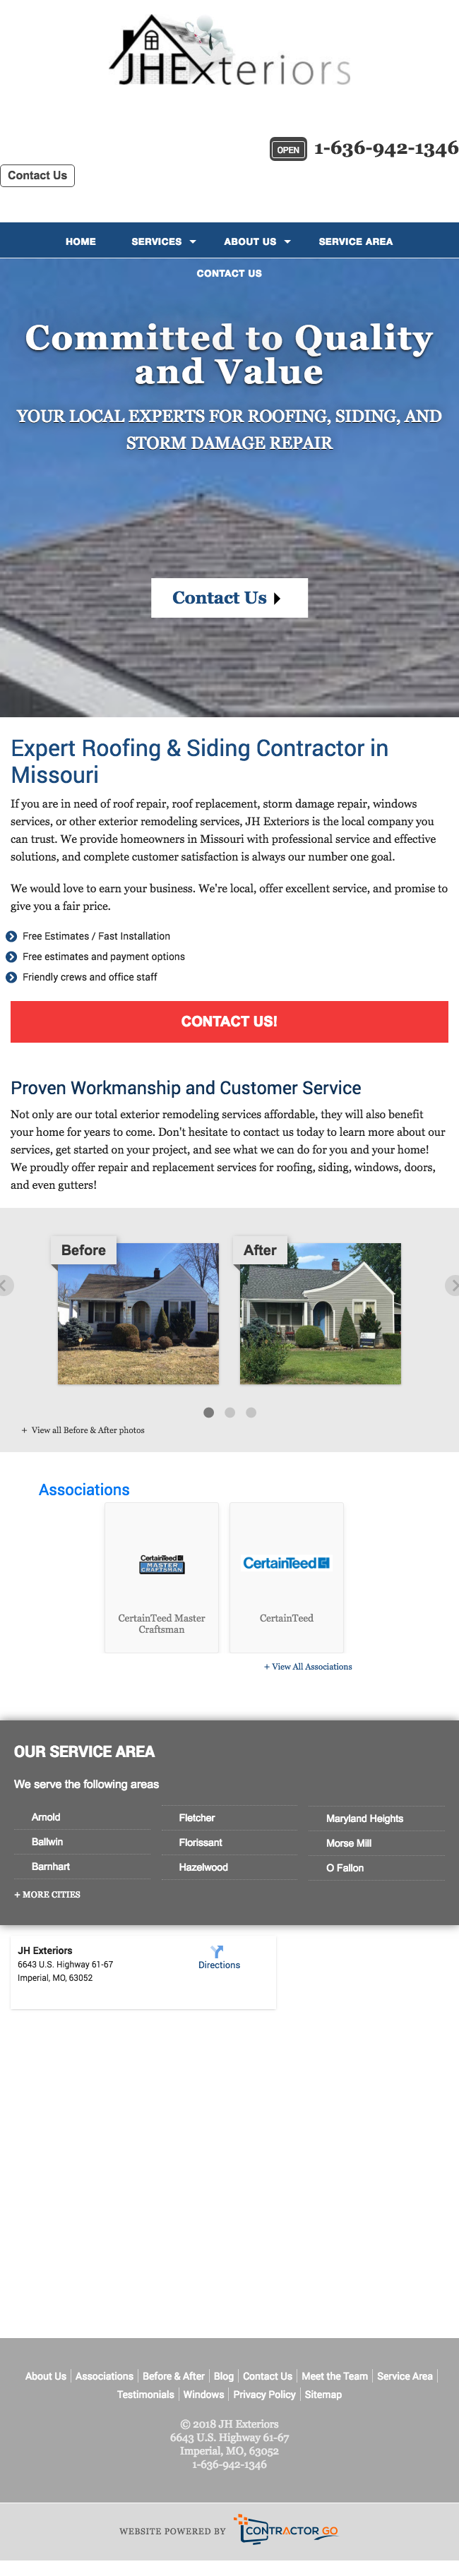 JHExteriors
OPEN 1-636-942-1346
Contact Us
HOME SERVICES ABOUT US SERVICE AREA
CONTACT US
Committed to Quality
and Value
YOUR LOCAL EXPERTS FOR ROOFING, SIDING, AND
STORM DAMAGE REPAIR
Contact Us
Expert Roofing & Siding Contractor in
Missouri
If you are in need of roof repair, roof replacement, storm damage repair, windows
services, or other exterior remodeling services, JH Exteriors is the local company you
can trust. We provide homeowners in Missouri with professional service and effective
solutions, and complete customer satisfaction is always our number one goal.
We would love to earn your business. We're local, offer excellent service, and promise to
give you a fair price.
Free Estimates / Fast Installation
Free estimates and payment options
Friendly crews and office staff
CONTACT US!
Proven Workmanship and Customer Service
Not only are our total exterior remodeling services affordable, they will also benefit
your home for years to come. Don't hesitate to contact us today to learn more about our
services, get started on your project, and see what we can do for you and your home!
We proudly offer repair and replacement services for roofing, siding, windows, doors,
and even gutters!
Before After
+ View all Before & After photos
Associations
CertainTeed
MASTER
CRAFTSMAN
CertainTeed
CertainTeed Master
Craftsman
CertainTeed
+ View All Associations
OUR SERVICE AREA
We serve the following areas
Arnold Fletcher Maryland Heights
Ballwin Florissant Morse Mill
Barnhart Hazelwood O Fallon
+ MORE CITIES
JH Exteriors
6643 U.S. Highway 61-67
Imperial, MO, 63052
Directions
About Us | Associations | Before & After | Blog | Contact Us | Meet the Team | Service Area |
Testimonials | Windows | Privacy Policy | Sitemap
© 2018 JH Exteriors
6643 U.S. Highway 61-67
Imperial, MO, 63052
1-636-942-1346
WEBSITE POWERED BY CONTRACTOR GO